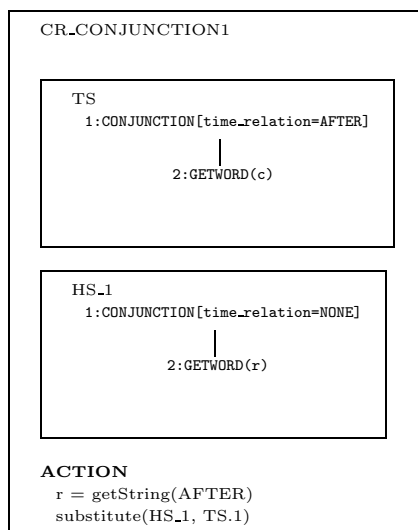 CR_CONJUNCTION1
TS
1:CONJUNCTION[time_relation=AFTER]
2:GETWORD(c)
HS_1
1:CONJUNCTION[time_relation=NONE]
2:GETWORD(r)
ACTION
r = getString(AFTER)
substitute(HS_1, TS.1)